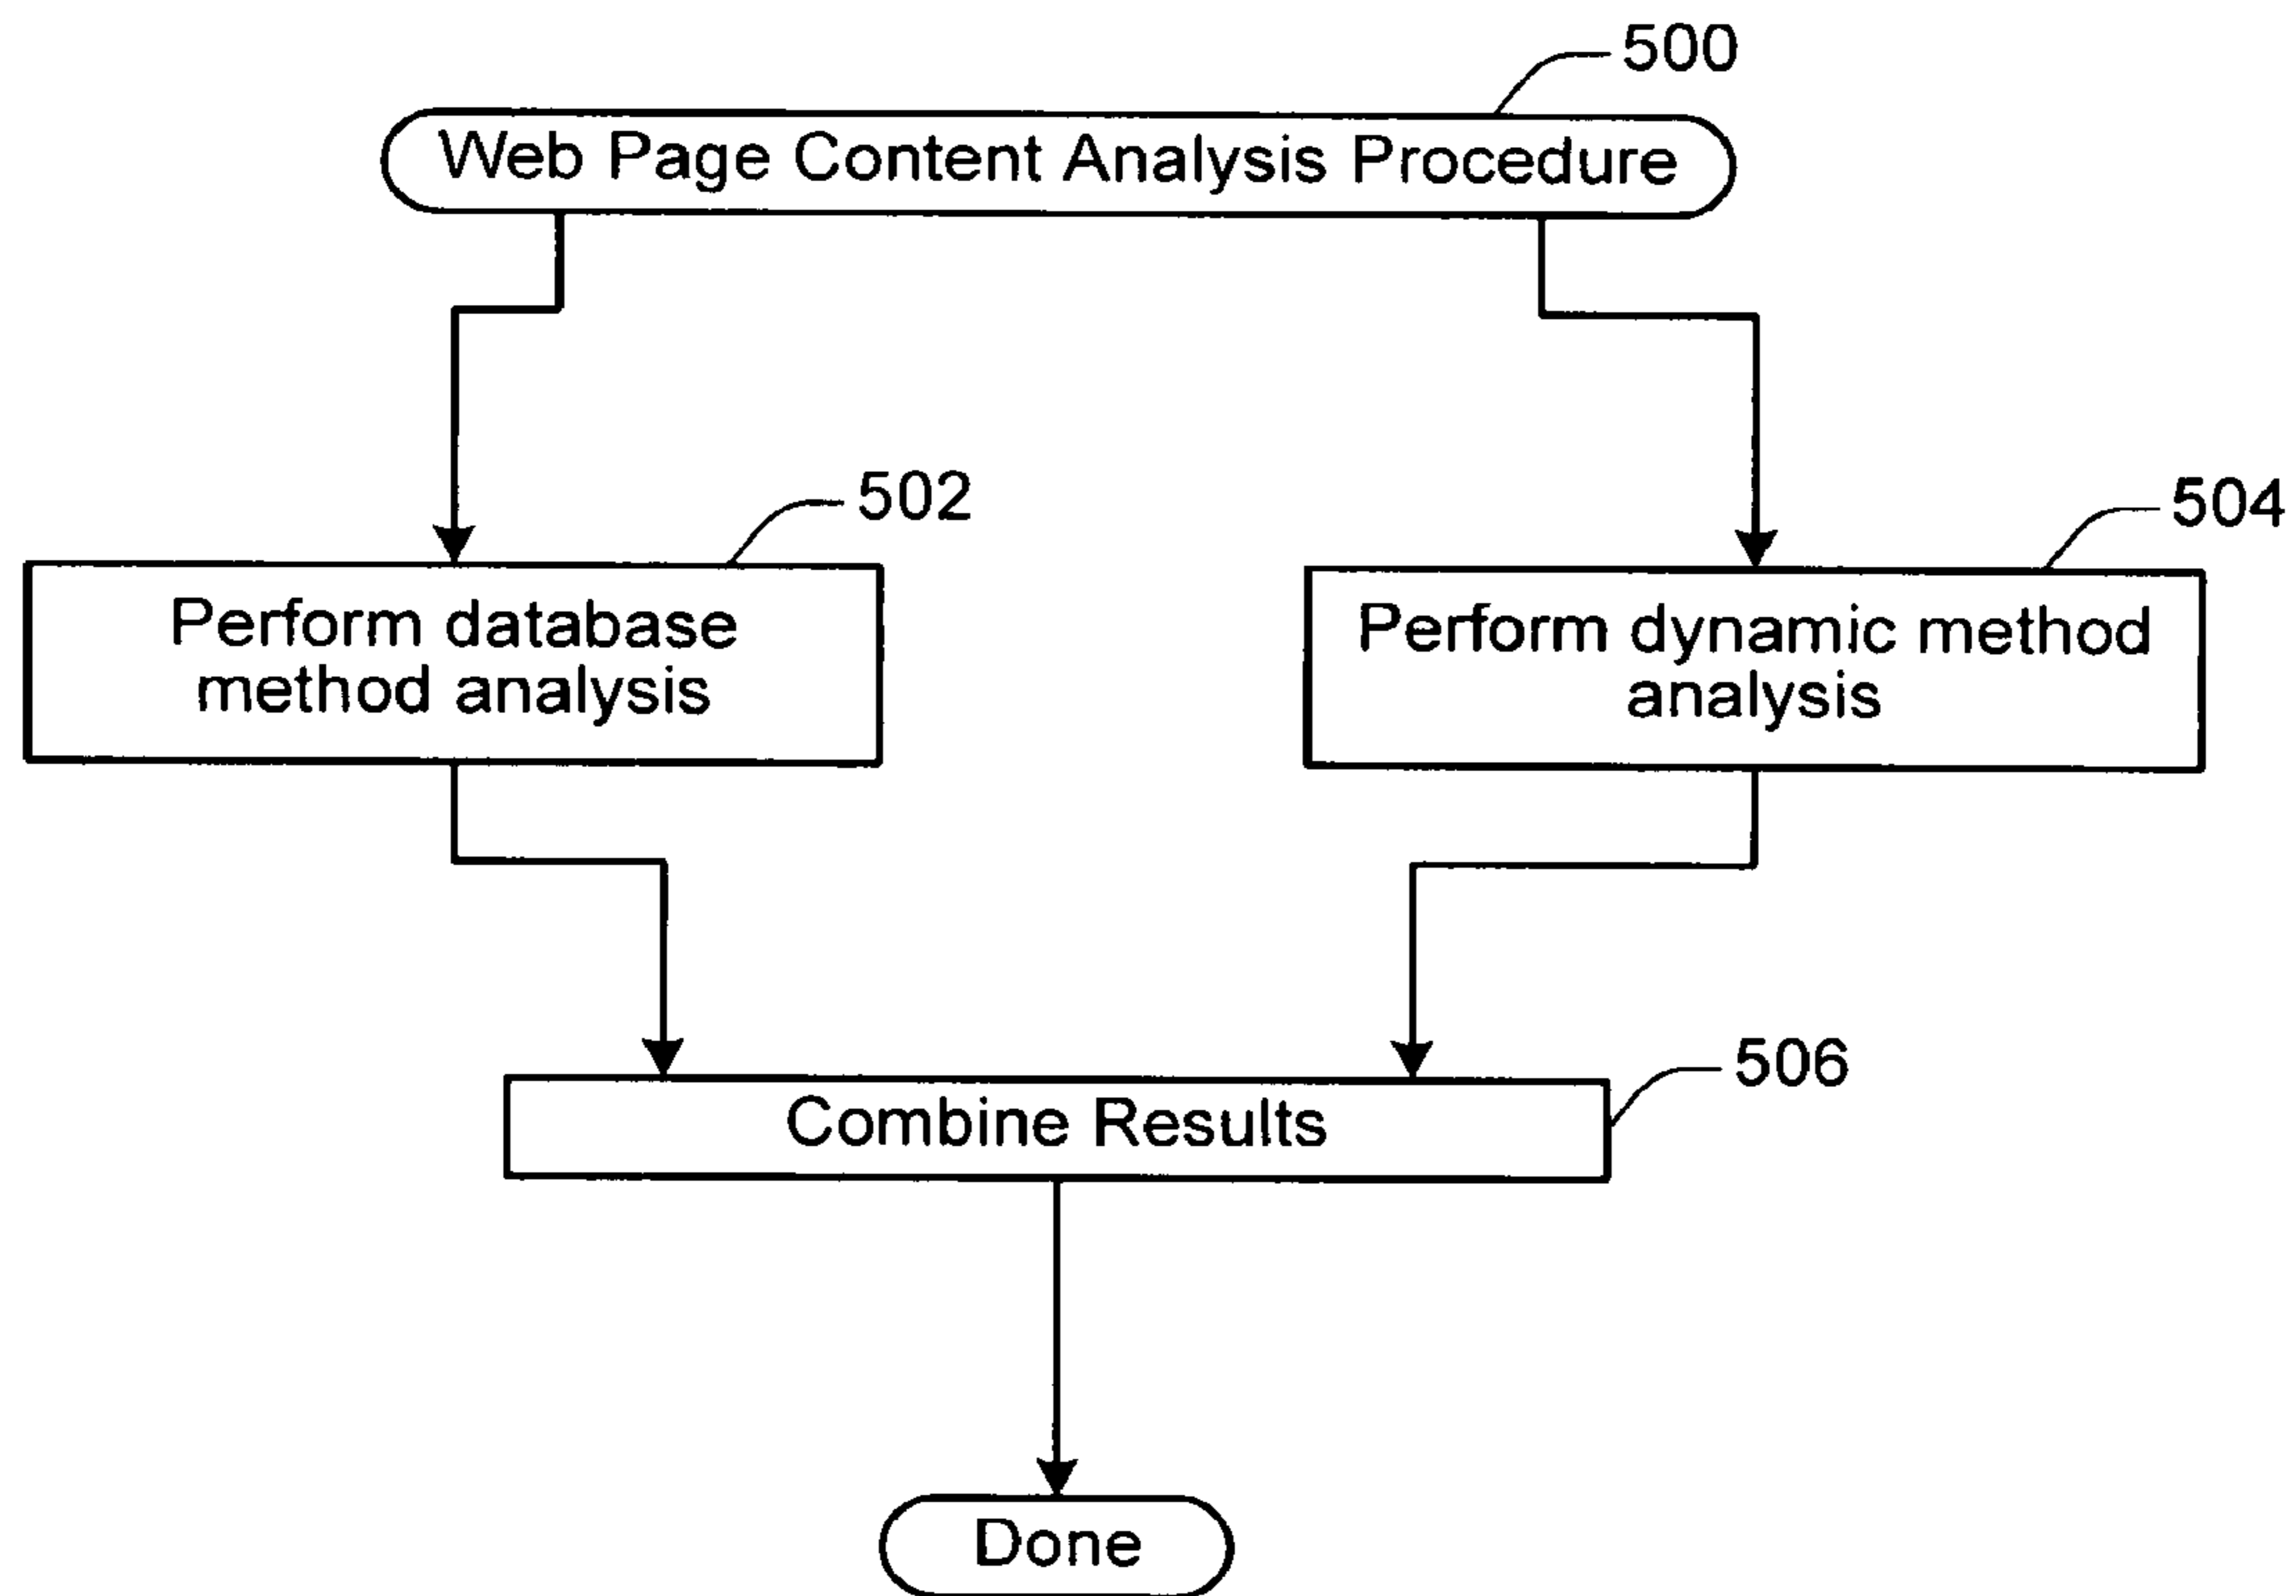 500
Web Page Content Analysis Procedure
502
504
Perform database
method analysis
Perform dynamic method
analysis
506
Combine Results
Done